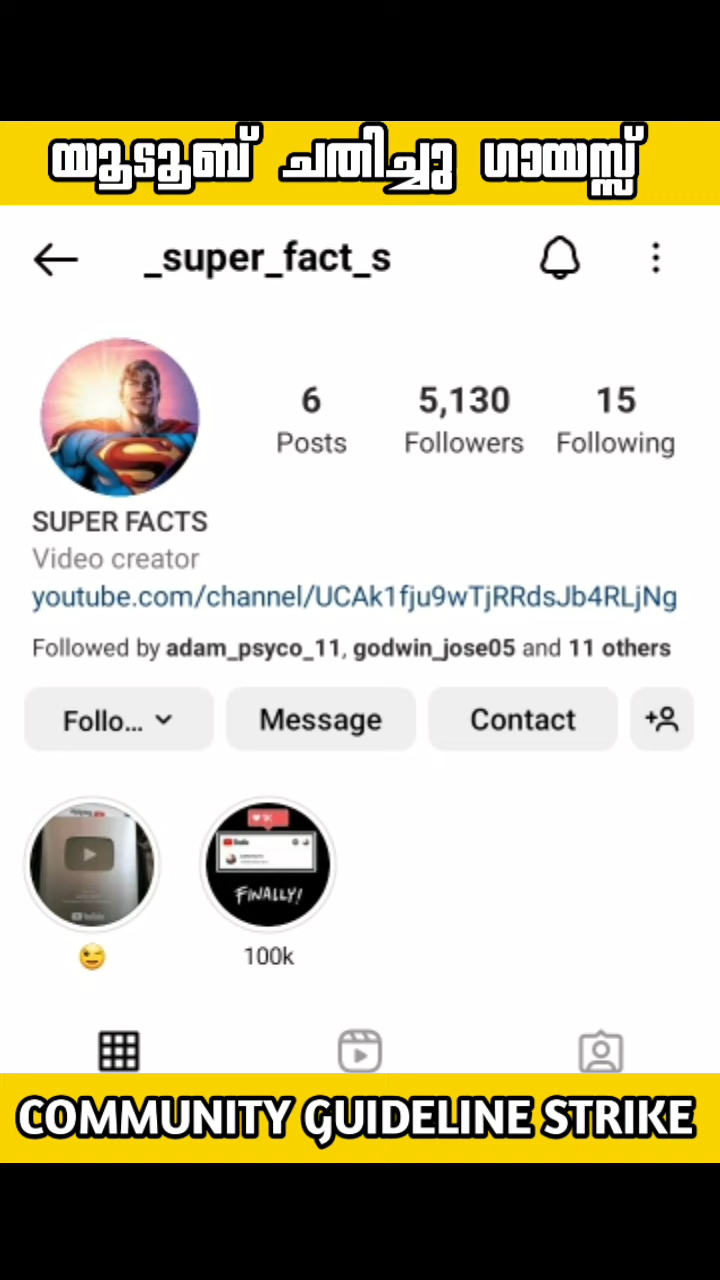 യൂടൂബ് ചതിച്ചു ഗായസ്സ്
_super_fact_s
6 5,130 15
Posts Followers Following
SUPER FACTS
Video creator
youtube.com/channel/UCAk1fju9wTjRRdsJb4RLjNg
Followed by adam_psyco_11, godwin_jose05 and 11 others
Follo... Message Contact
1K
FINALLY!
100k
COMMUNITY GUIDELINE STRIKE